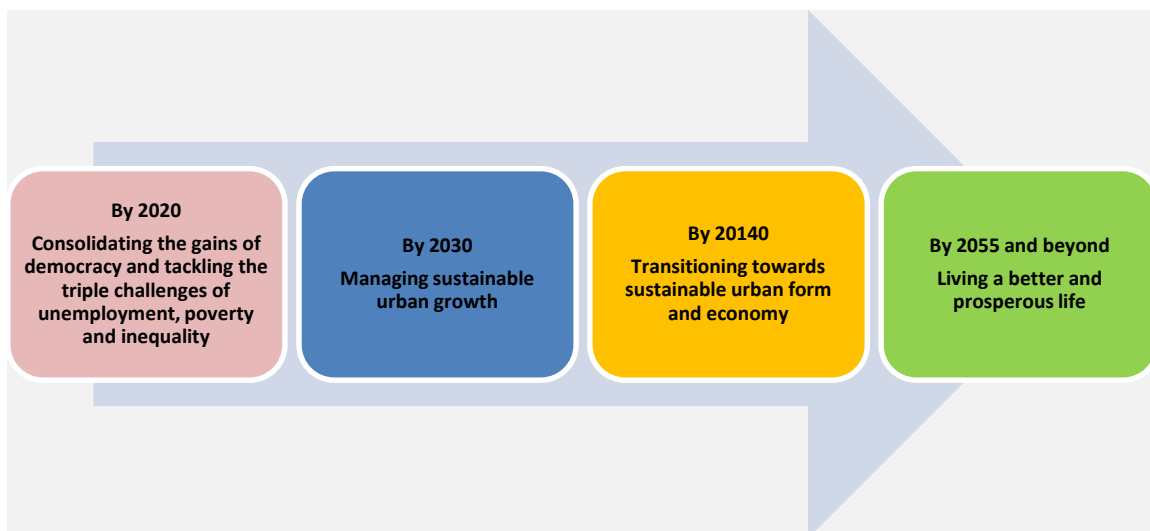 By 2020
Consolidating the gains of
democracy and tackling the
triple challenges of
unemployment, poverty
and inequality
By 2030
Managing sustainable
urban growth
By 20140
Transitioning towards
sustainable urban form
and economy
By 2055 and beyond
Living a better and
prosperous life